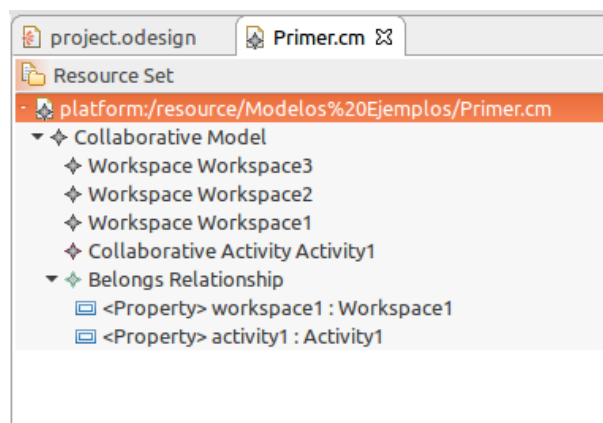 project.odesign Primer.cm
Resource Set
platform:/resource/Modelos%20Ejemplos/Primer.cm
Collaborative Model
Workspace Workspace3
Workspace Workspace2
Workspace Workspace1
Collaborative Activity Activity1
Belongs Relationship
<Property> workspace1 : Workspace1
<Property> activity1 : Activity1